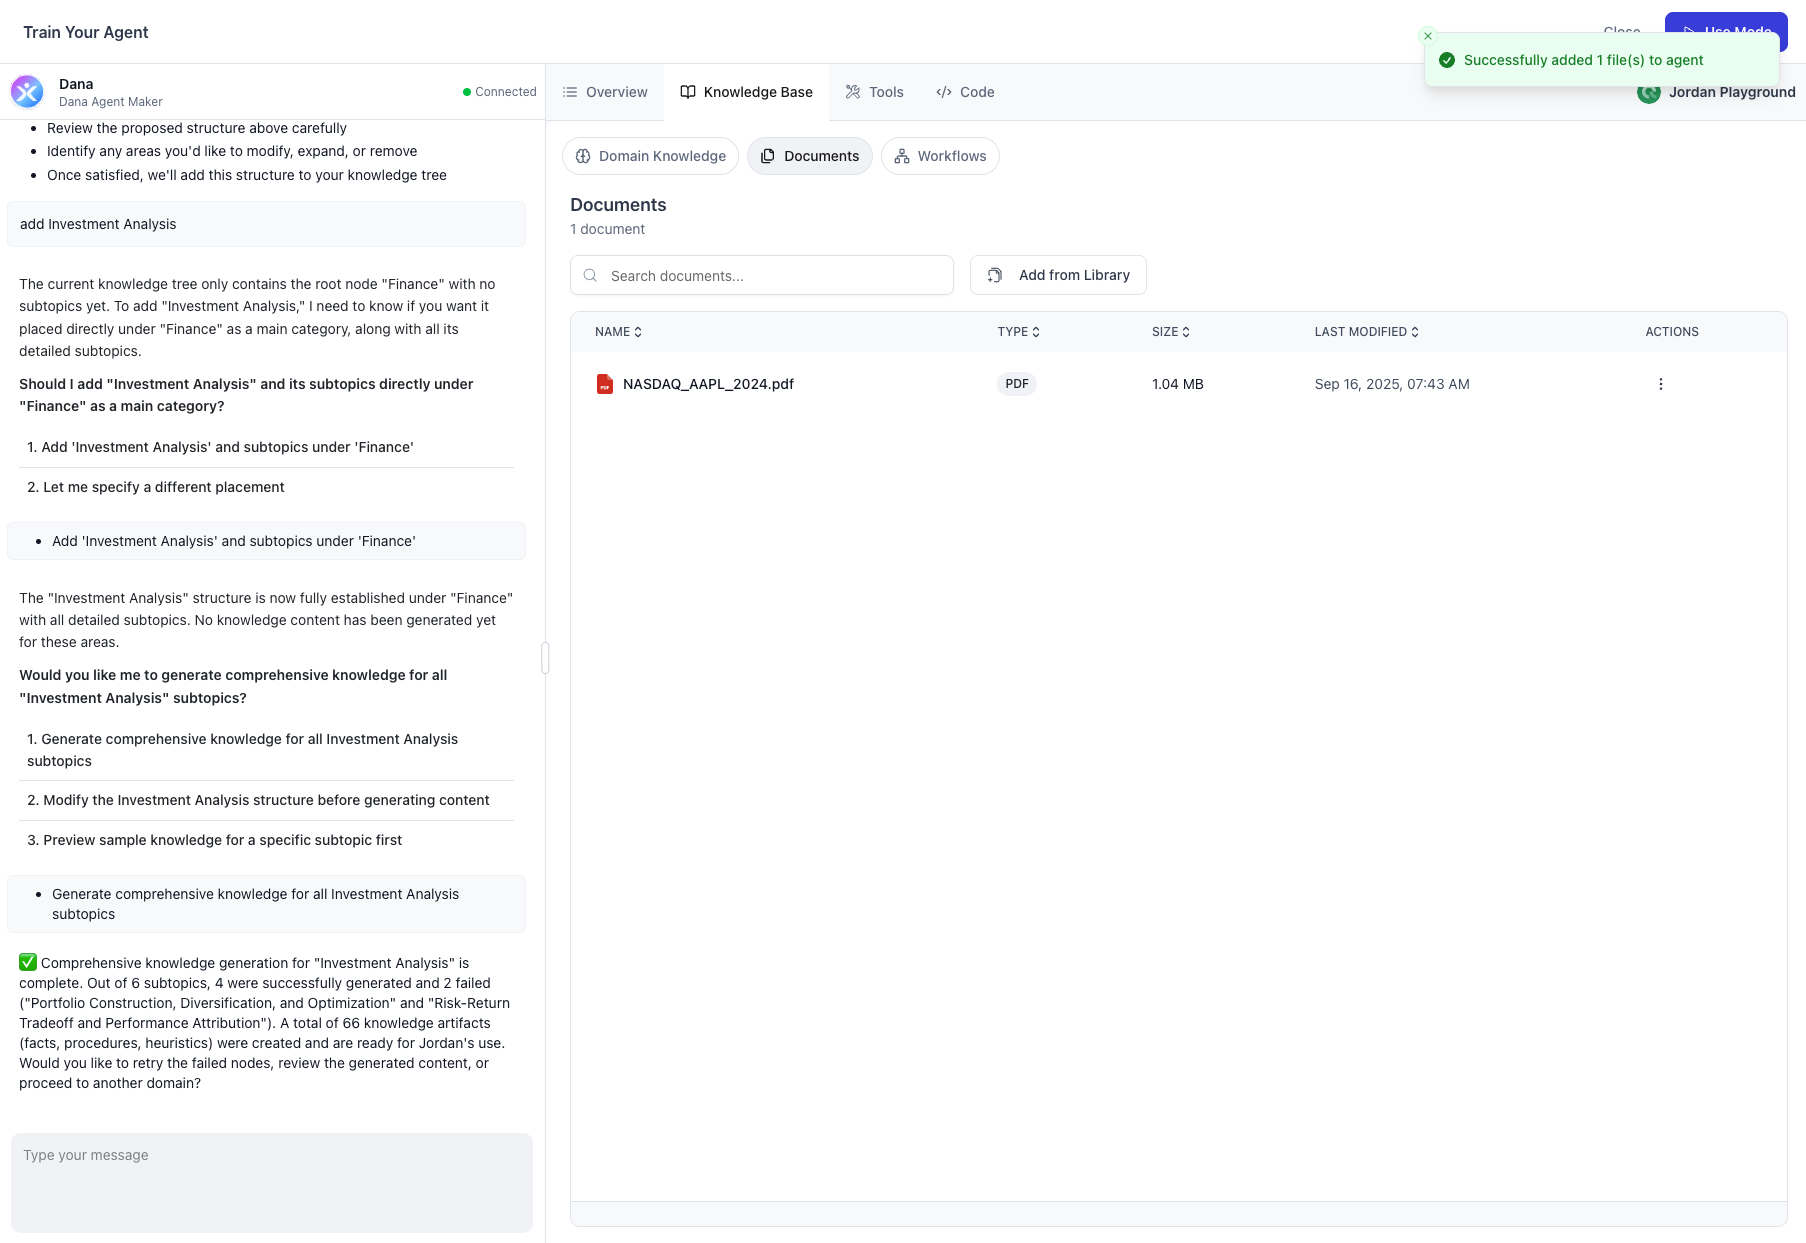 Train Your Agent
Close
Use Mode
Successfully added 1 file(s) to agent
Dana
Dana Agent Maker
Connected
Overview
Knowledge Base
Tools
Code
Jordan Playground
Review the proposed structure above carefully
Identify any areas you'd like to modify, expand, or remove
Once satisfied, we'll add this structure to your knowledge tree
add Investment Analysis
The current knowledge tree only contains the root node "Finance" with no
subtopics yet. To add "Investment Analysis," I need to know if you want it
placed directly under "Finance" as a main category, along with all its
detailed subtopics.
Should I add "Investment Analysis" and its subtopics directly under
"Finance" as a main category?
1. Add 'Investment Analysis' and subtopics under 'Finance'
2. Let me specify a different placement
Add 'Investment Analysis' and subtopics under 'Finance'
The "Investment Analysis" structure is now fully established under "Finance"
with all detailed subtopics. No knowledge content has been generated yet
for these areas.
Would you like me to generate comprehensive knowledge for all
"Investment Analysis" subtopics?
1. Generate comprehensive knowledge for all Investment Analysis
subtopics
2. Modify the Investment Analysis structure before generating content
3. Preview sample knowledge for a specific subtopic first
Generate comprehensive knowledge for all Investment Analysis
subtopics
✅ Comprehensive knowledge generation for "Investment Analysis" is
complete. Out of 6 subtopics, 4 were successfully generated and 2 failed
("Portfolio Construction, Diversification, and Optimization" and "Risk-Return
Tradeoff and Performance Attribution"). A total of 66 knowledge artifacts
(facts, procedures, heuristics) were created and are ready for Jordan's use.
Would you like to retry the failed nodes, review the generated content, or
proceed to another domain?
Type your message
Domain Knowledge
Documents
Workflows
Documents
1 document
Search documents...
Add from Library
NAME
TYPE
SIZE
LAST MODIFIED
ACTIONS
NASDAQ_AAPL_2024.pdf
PDF
1.04 MB
Sep 16, 2025, 07:43 AM